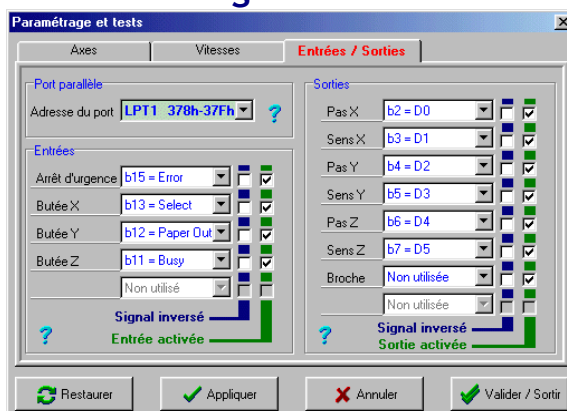 Paramétrage et tests
Axes
Vitesses
Entrées / Sorties
Port parallèle
Adresse du port LPT1 378h-37Fh ?
Entrées
Arrêt d'urgence b15 = Error
Butée X b13 = Select
Butée Y b12 = Paper Out
Butée Z b11 = Busy
Non utilisé
Signal inversé
? Entrée activée
Sorties
Pas X b2 = D0
Sens X b3 = D1
Pas Y b4 = D2
Sens Y b5 = D3
Pas Z b6 = D4
Sens Z b7 = D5
Broche Non utilisée
Non utilisée
Signal inversé
? Sortie activée
Restaurer
Appliquer
Annuler
Valider / Sortir